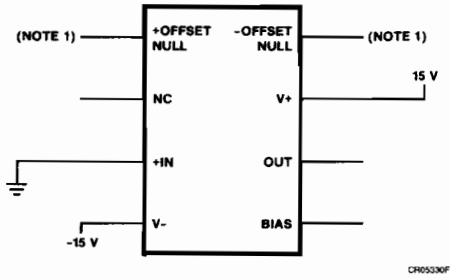 (NOTE 1)
+OFFSET NULL
-OFFSET NULL
(NOTE 1)
15 V
NC
V+
+IN
OUT
V-
BIAS
-15 V
CR05330F